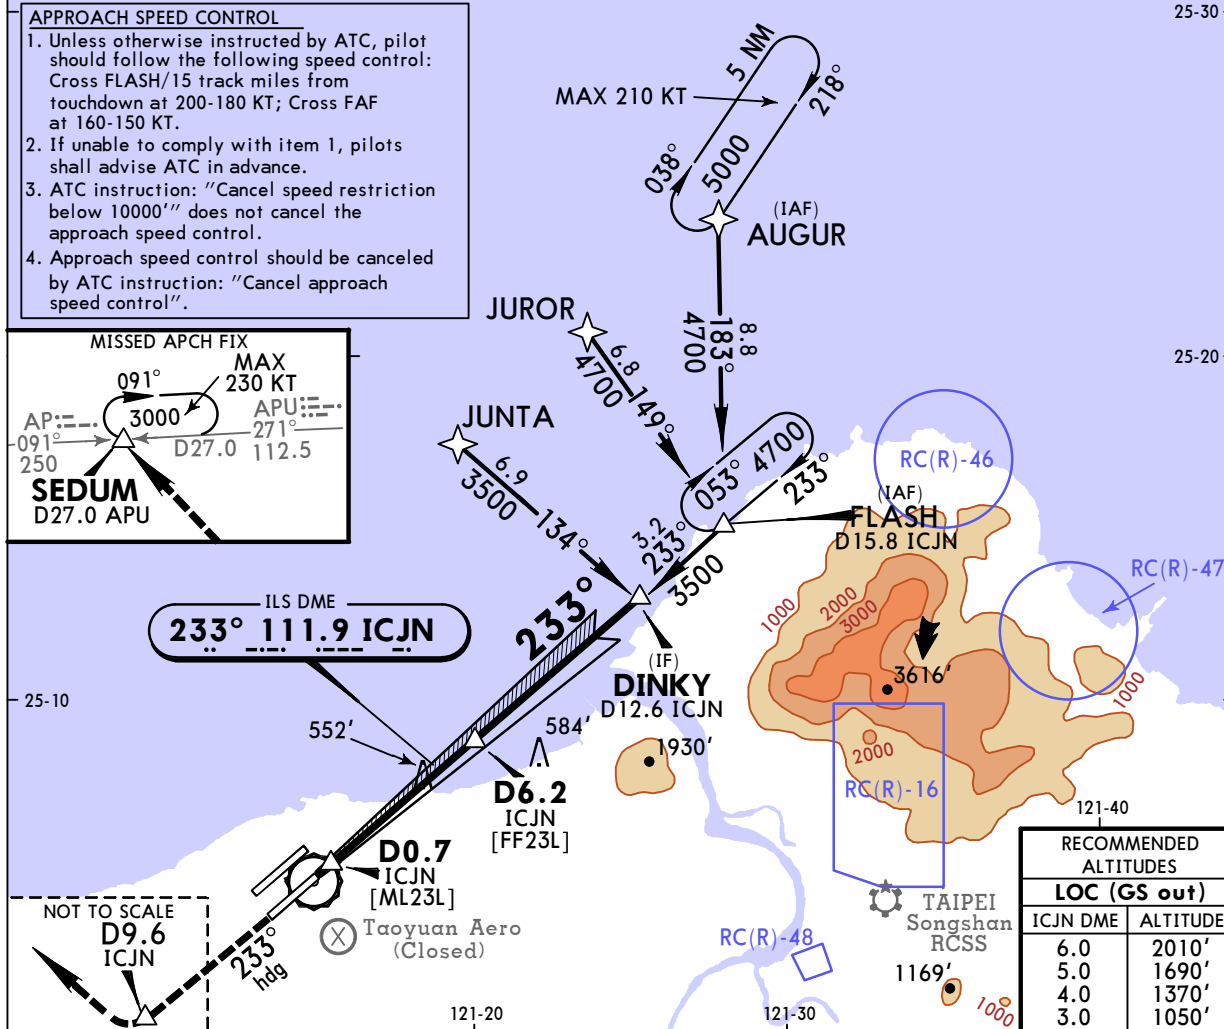 APPROACH SPEED CONTROL
1. Unless otherwise instructed by ATC, pilot
should follow the following speed control:
Cross FLASH/15 track miles from
touchdown at 200-180 KT; Cross FAF
at 160-150 KT.
2. If unable to comply with item 1, pilots
shall advise ATC in advance.
3. ATC instruction: "Cancel speed restriction
below 10000'" does not cancel the
approach speed control.
4. Approach speed control should be canceled
by ATC instruction: "Cancel approach
speed control".
25-30
5 NM
MAX 210 KT
218°
038°
5000
(IAF)
AUGUR
JUROR
6.8
4700
149°
8.8
183°
4700
25-20
MISSED APCH FIX
MAX
230 KT
091°
3000
AP
091°
250
APU
271°
112.5
D27.0
SEDUM
D27.0 APU
JUNTA
6.9
3500
134°
053° 4700
233°
RC(R)-46
(IAF)
FLASH
D15.8 ICJN
3.2
233°
3500
RC(R)-47
ILS DME
233° 111.9 ICJN
233°
1000
2000
3000
(IF)
DINKY
D12.6 ICJN
3616'
1000
25-10
552'
584'
1930'
2000
D6.2
ICJN
[FF23L]
RC(R)-16
121-40
D0.7
ICJN
[ML23L]
RECOMMENDED
ALTITUDES
LOC (GS out)
ICJN DME ALTITUDE
6.0 2010'
5.0 1690'
4.0 1370'
3.0 1050'
NOT TO SCALE
D9.6
ICJN
233°
hdg
X
Taoyuan Aero
(Closed)
TAIPEI
Songshan
RCSS
RC(R)-48
1169'
1000
121-20
121-30